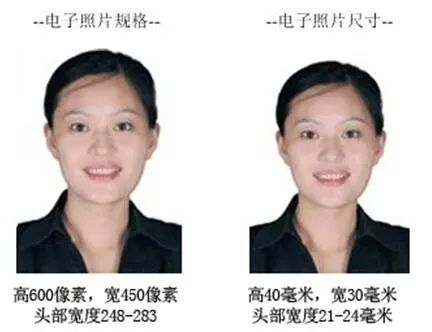 --电子照片规格--
--电子照片尺寸--
高600像素，宽450像素
头部宽度248-283
高40毫米，宽30毫米
头部宽度21-24毫米